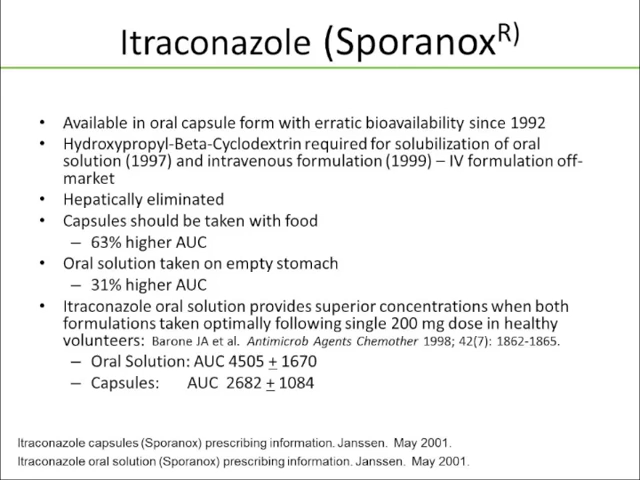 Itraconazole (Sporanox^R)
• Available in oral capsule form with erratic bioavailability since 1992
• Hydroxypropyl-Beta-Cyclodextrin required for solubilization of oral
solution (1997) and intravenous formulation (1999) – IV formulation off-
market
• Hepatically eliminated
• Capsules should be taken with food
– 63% higher AUC
• Oral solution taken on empty stomach
– 31% higher AUC
• Itraconazole oral solution provides superior concentrations when both
formulations taken optimally following single 200 mg dose in healthy
volunteers: Barone JA et al. Antimicrob Agents Chemother 1998; 42(7): 1862-1865.
– Oral Solution: AUC 4505 ± 1670
– Capsules: AUC 2682 ± 1084
Itraconazole capsules (Sporanox) prescribing information. Janssen. May 2001.
Itraconazole oral solution (Sporanox) prescribing information. Janssen. May 2001.